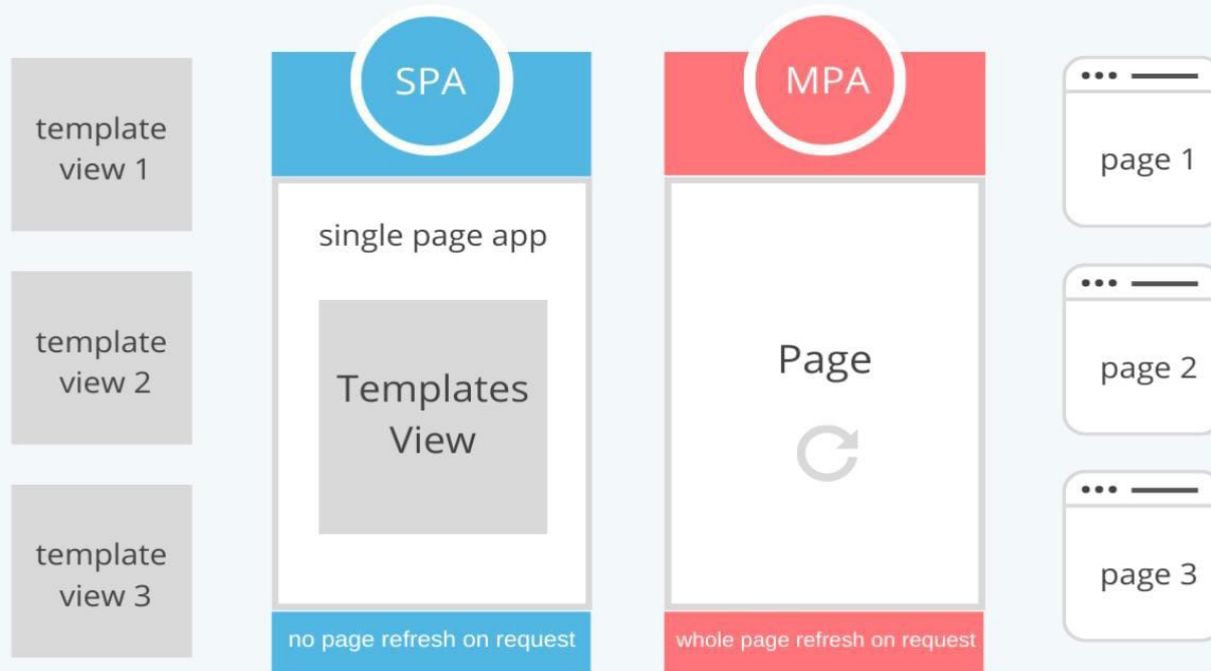 template
view 1
template
view 2
template
view 3
SPA
single page app
Templates
View
no page refresh on request
MPA
Page
whole page refresh on request
page 1
page 2
page 3